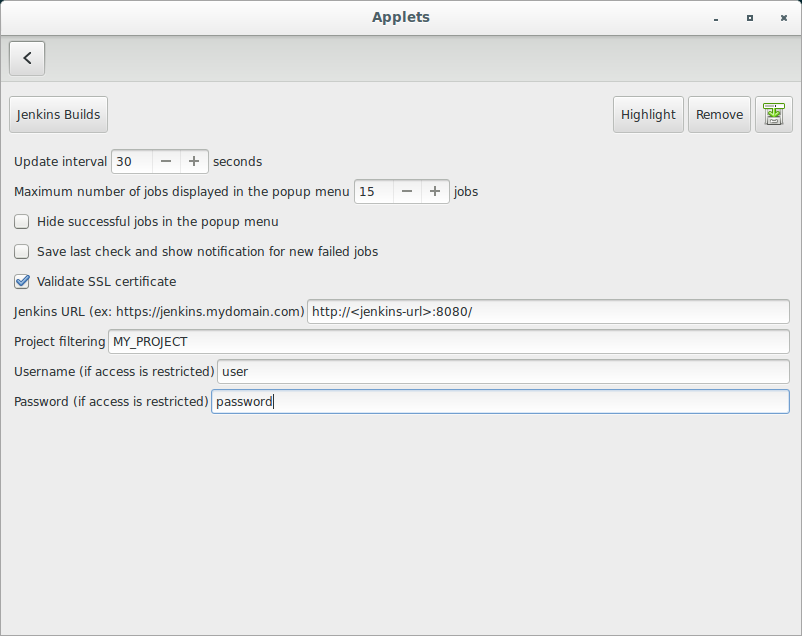 Applets
Jenkins Builds Highlight Remove
Update interval 30 seconds
Maximum number of jobs displayed in the popup menu 15 jobs
Hide successful jobs in the popup menu
Save last check and show notification for new failed jobs
Validate SSL certificate
Jenkins URL (ex: https://jenkins.mydomain.com) http://<jenkins-url>:8080/
Project filtering MY_PROJECT
Username (if access is restricted) user
Password (if access is restricted) password